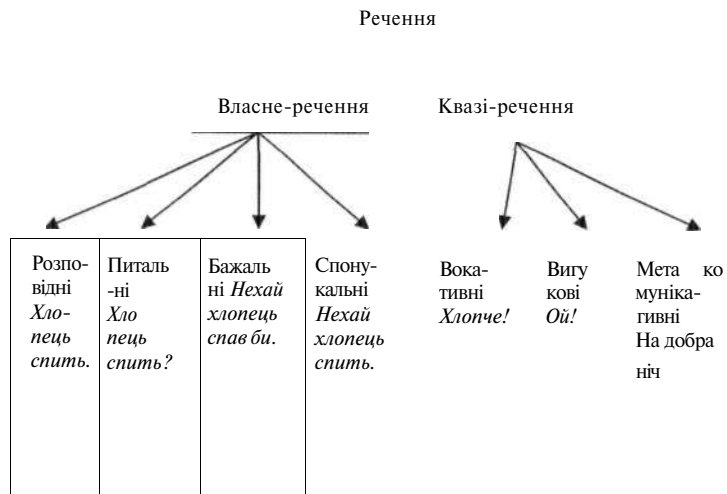 Речення
Власне-речення
Квазі-речення
Розпо-
відні
Хло-
пець
спить.
Питаль
-ні
Хло
пець
спить?
Бажаль
ні Нехай
хлопець
спав би.
Спону-
кальні
Нехай
хлопець
спить.
Вока-
тивні
Хлопче!
Вигу
кові
Ой!
Мета ко
муніка-
гивні
На добра
ніч